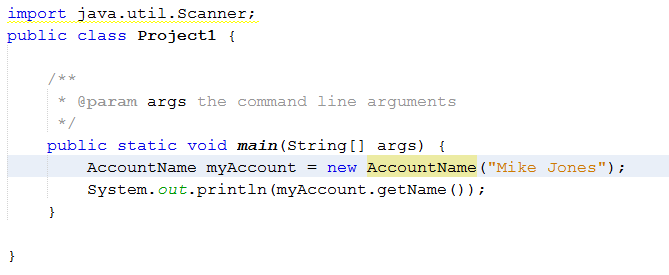 import java.util.Scanner;
public class Project1 {
/**
* @param args the command line arguments
*/
public static void main(String[] args) {
AccountName myAccount = new AccountName("Mike Jones");
System.out.println(myAccount.getName());
}
}